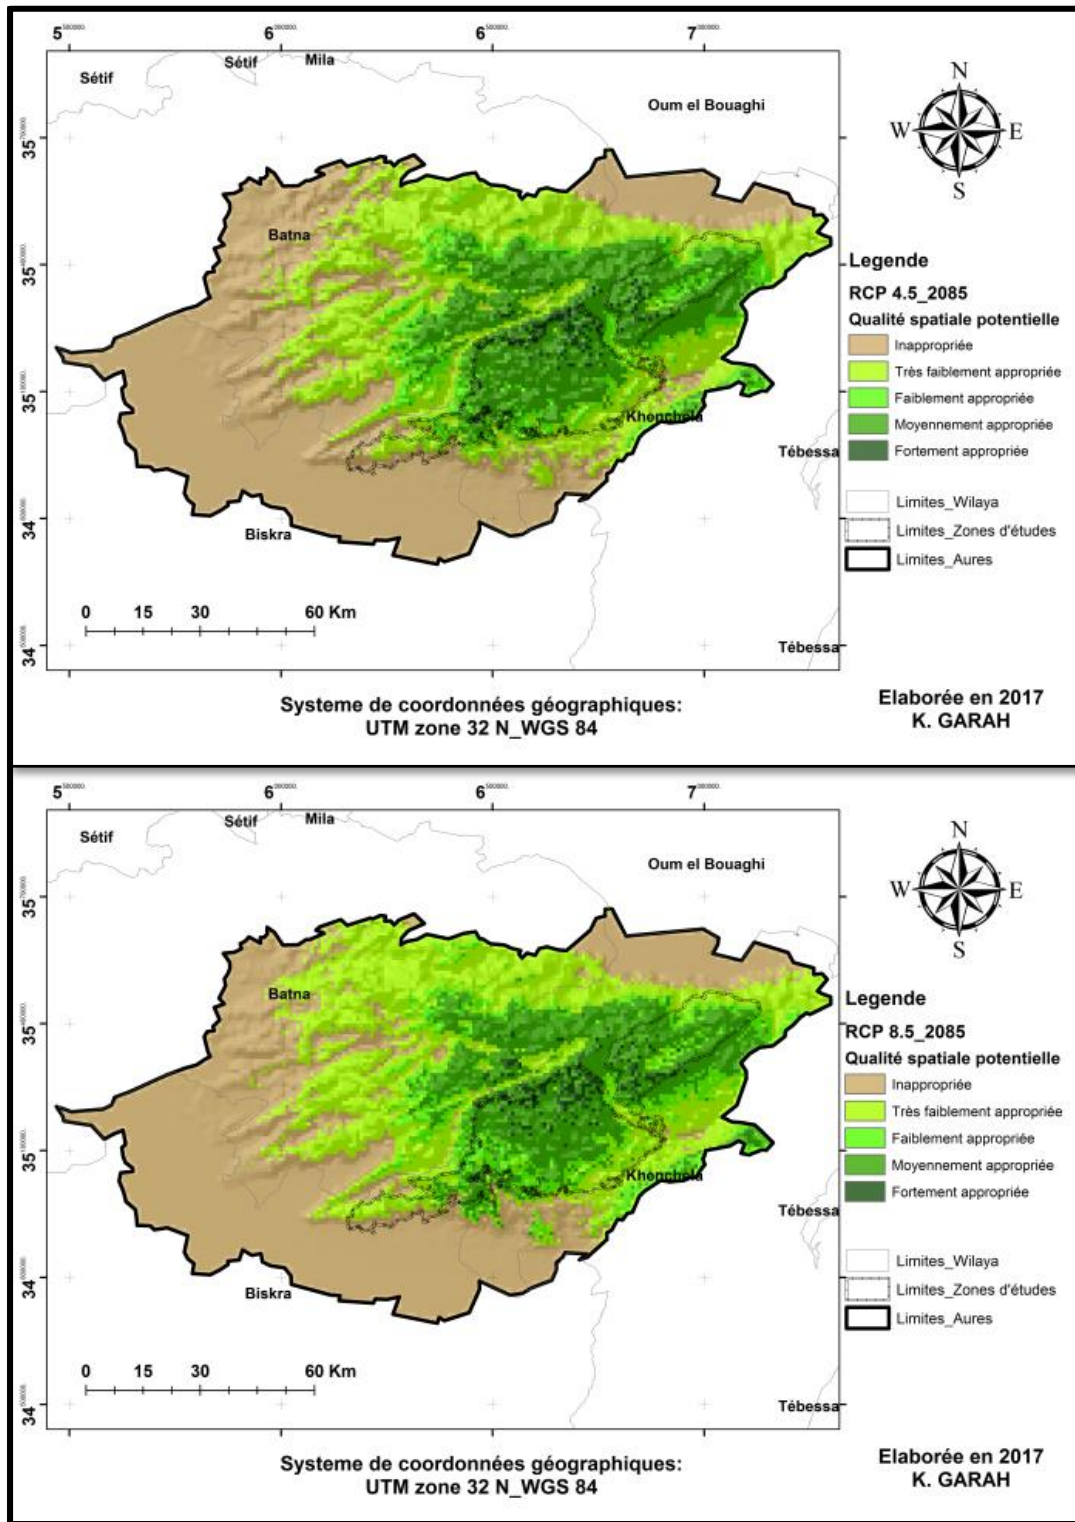 5 6 6 7
Sétif Sétif Mila
Oum el Bouaghi
N
W E
S
35
Batna
35
35
Khenchela
Tébessa
34
Biskra
34
Tébessa
0 15 30 60 Km
Legende
RCP 4.5_2085
Qualité spatiale potentielle
Inappropriée
Très faiblement appropriée
Faiblement appropriée
Moyennement appropriée
Fortement appropriée
Limites_Wilaya
Limites_Zones d'études
Limites_Aures
Systeme de coordonnées géographiques:
UTM zone 32 N_WGS 84
Elaborée en 2017
K. GARAH
5 6 6 7
Sétif Sétif Mila
Oum el Bouaghi
N
W E
S
35
Batna
35
35
Khenchela
Tébessa
34
Biskra
34
Tébessa
0 15 30 60 Km
Legende
RCP 8.5_2085
Qualité spatiale potentielle
Inappropriée
Très faiblement appropriée
Faiblement appropriée
Moyennement appropriée
Fortement appropriée
Limites_Wilaya
Limites_Zones d'études
Limites_Aures
Systeme de coordonnées géographiques:
UTM zone 32 N_WGS 84
Elaborée en 2017
K. GARAH